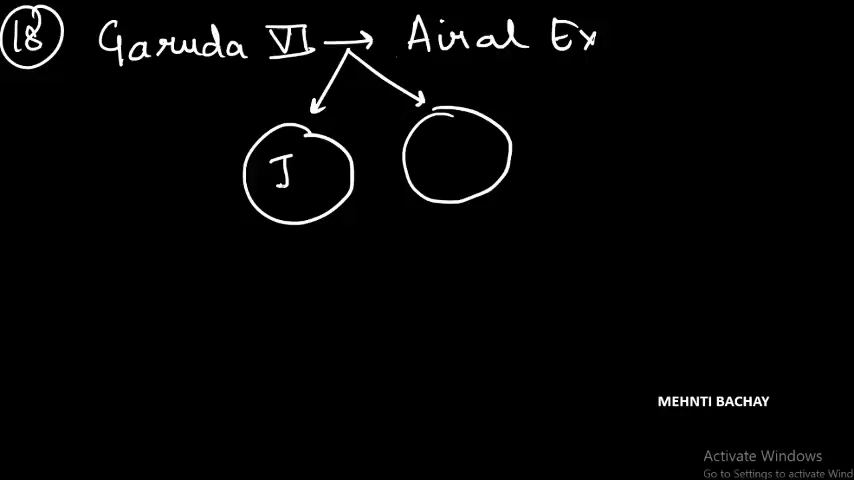 18 Garuda VI → Airal Ex
I
MEHNTI BACHAY
Activate Windows
Go to Settings to activate Wind